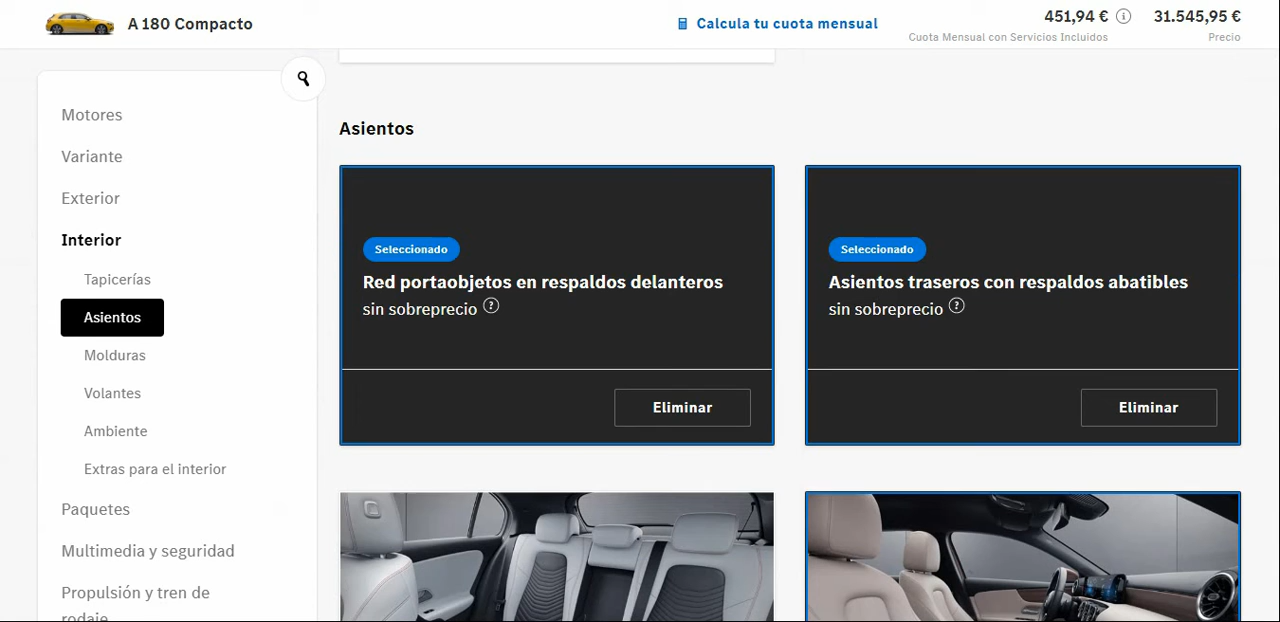 A 180 Compacto
Calcula tu cuota mensual
451,94 €
31.545,95 €
Cuota Mensual con Servicios Incluidos
Precio
Motores
Variante
Exterior
Interior
Tapicerías
Asientos
Molduras
Volantes
Ambiente
Extras para el interior
Paquetes
Multimedia y seguridad
Propulsión y tren de
rodaje
Asientos
Seleccionado
Red portaobjetos en respaldos delanteros
sin sobreprecio
Eliminar
Seleccionado
Asientos traseros con respaldos abatibles
sin sobreprecio
Eliminar